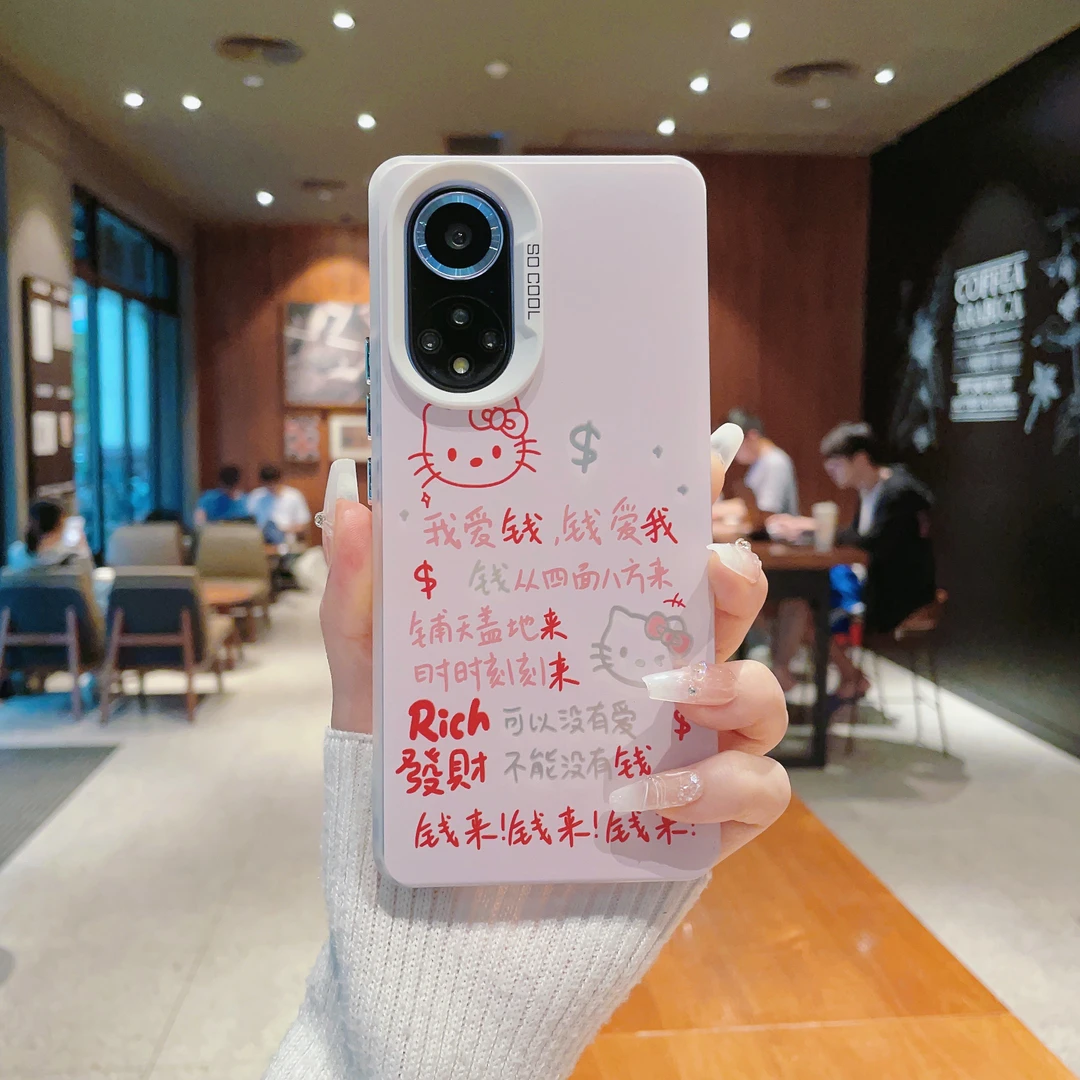 SO COOL
$
我爱钱,钱爱我
$ 钱从四面八方来
铺天盖地来
时时刻刻来
Rich 可以没有爱 $
發財 不能没有钱
钱来!钱来!钱来!
COFFEA
ARABICA